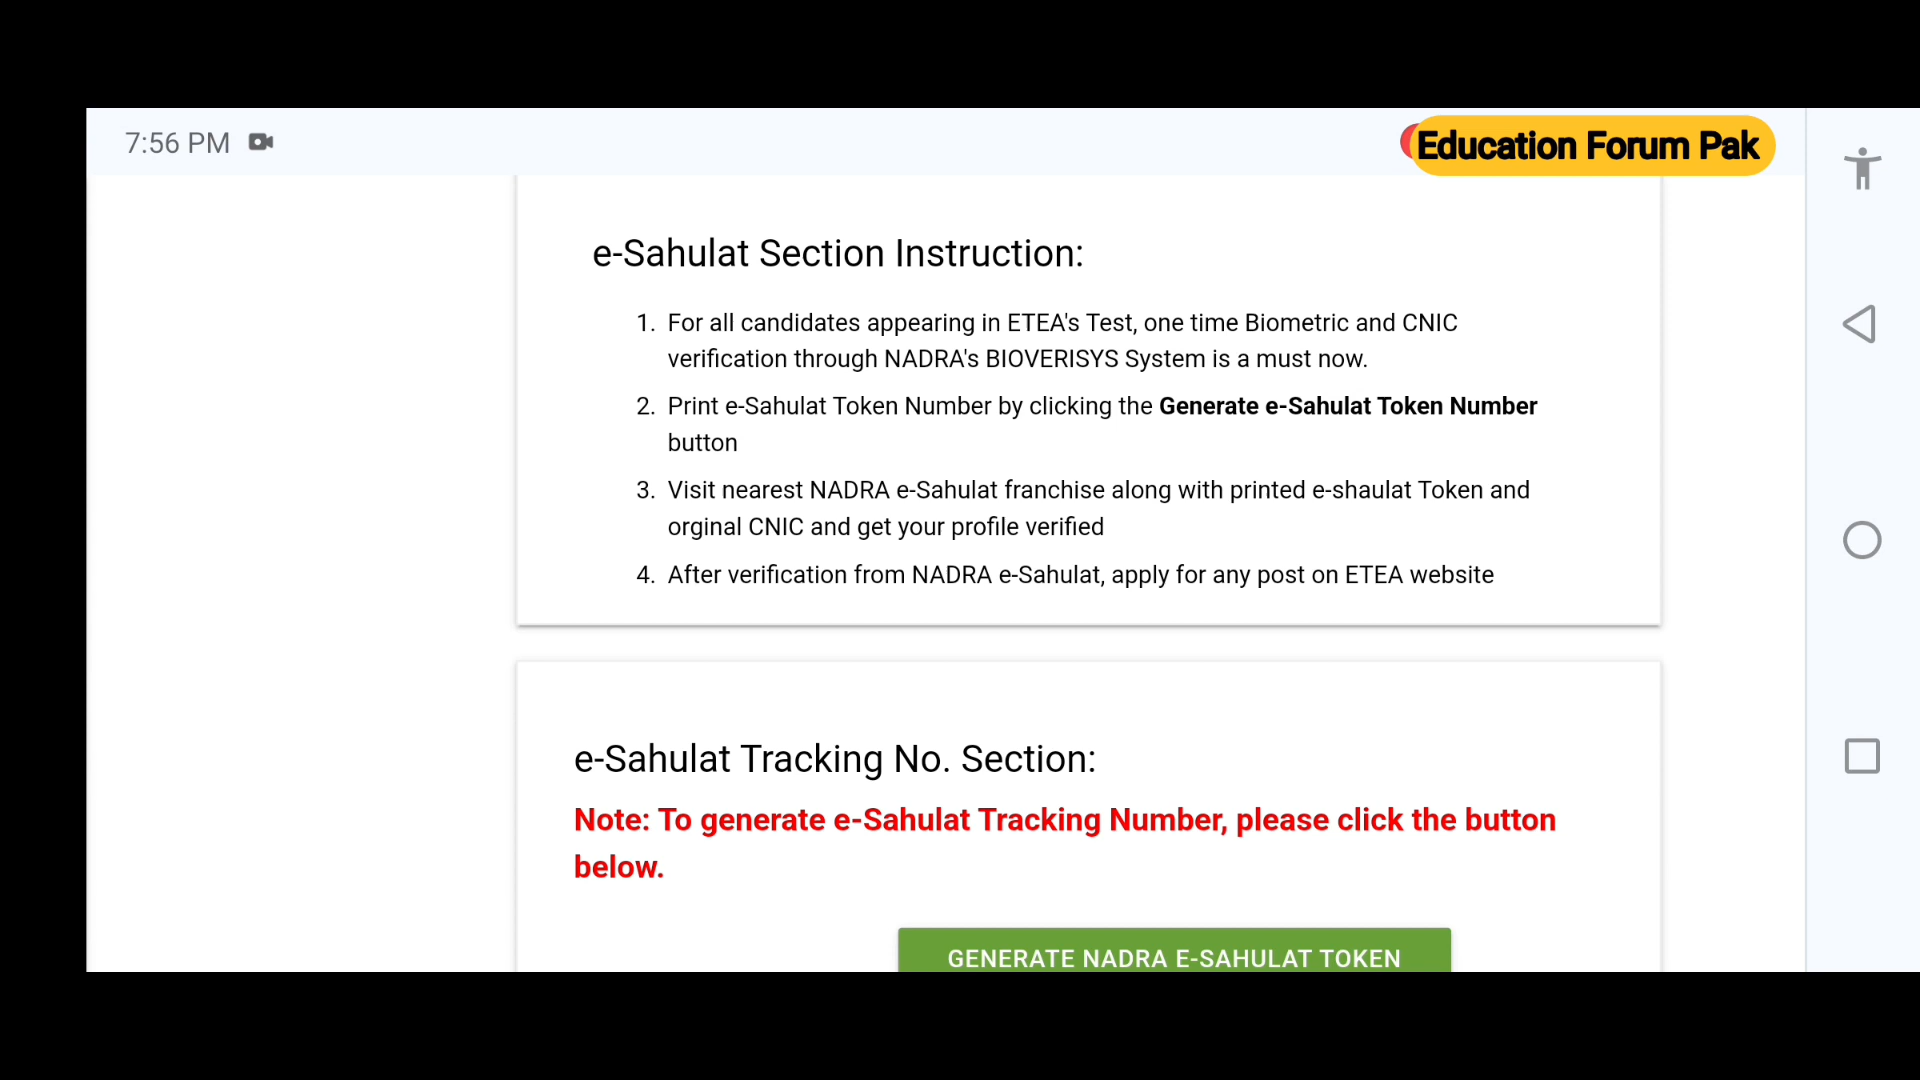 7:56 PM
Education Forum Pak
e-Sahulat Section Instruction:
1. For all candidates appearing in ETEA's Test, one time Biometric and CNIC
verification through NADRA's BIOVERISYS System is a must now.
2. Print e-Sahulat Token Number by clicking the Generate e-Sahulat Token Number
button
3. Visit nearest NADRA e-Sahulat franchise along with printed e-shaulat Token and
orginal CNIC and get your profile verified
4. After verification from NADRA e-Sahulat, apply for any post on ETEA website
e-Sahulat Tracking No. Section:
Note: To generate e-Sahulat Tracking Number, please click the button
below.
GENERATE NADRA E-SAHULAT TOKEN